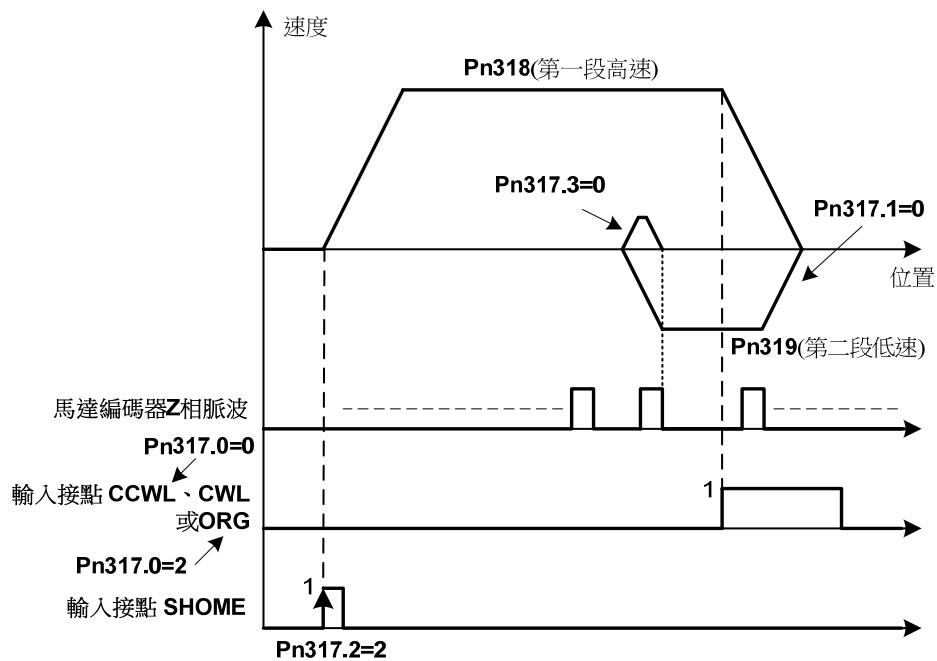 速度
Pn318(第一段高速)
Pn317.3=0
Pn317.1=0
位置
Pn319(第二段低速)
馬達編碼器Z相脈波
Pn317.0=0
輸入接點 CCWL、CWL
或ORG
1
Pn317.0=2
輸入接點 SHOME
1
Pn317.2=2